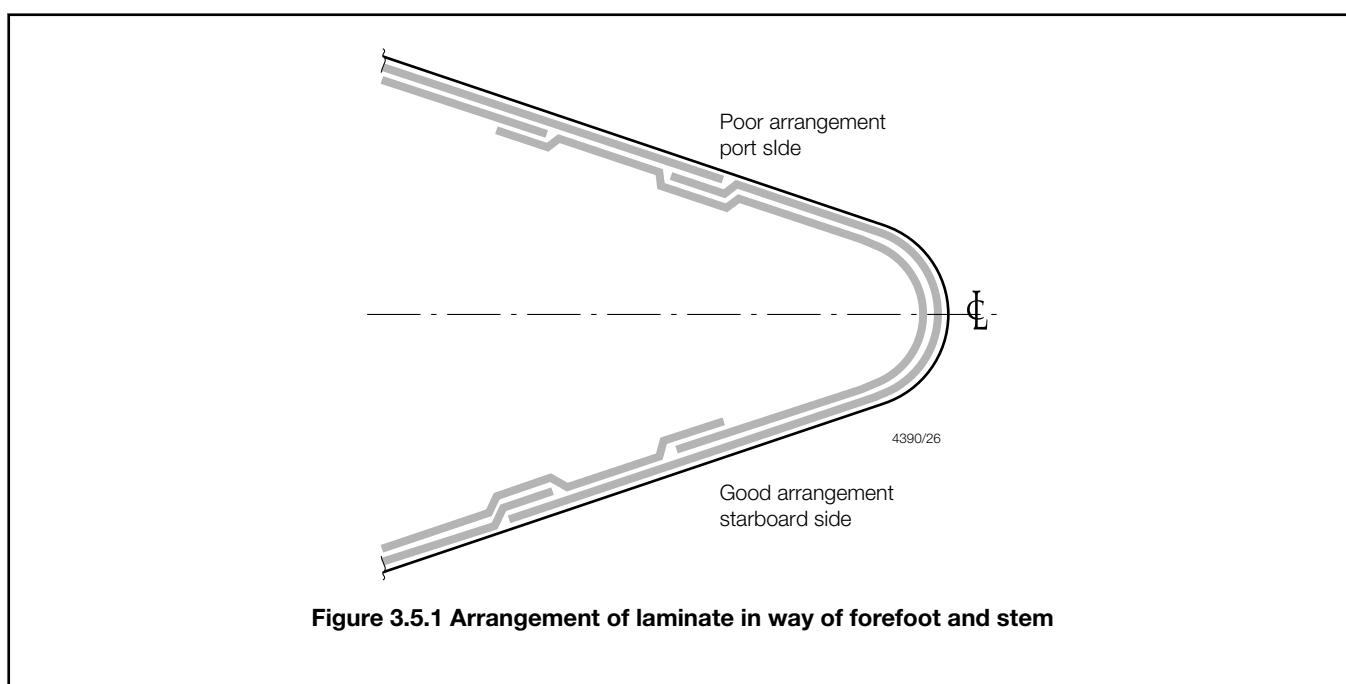 Poor arrangement
port sIde
℄
4390/26
Good arrangement
starboard side
Figure 3.5.1 Arrangement of laminate in way of forefoot and stem